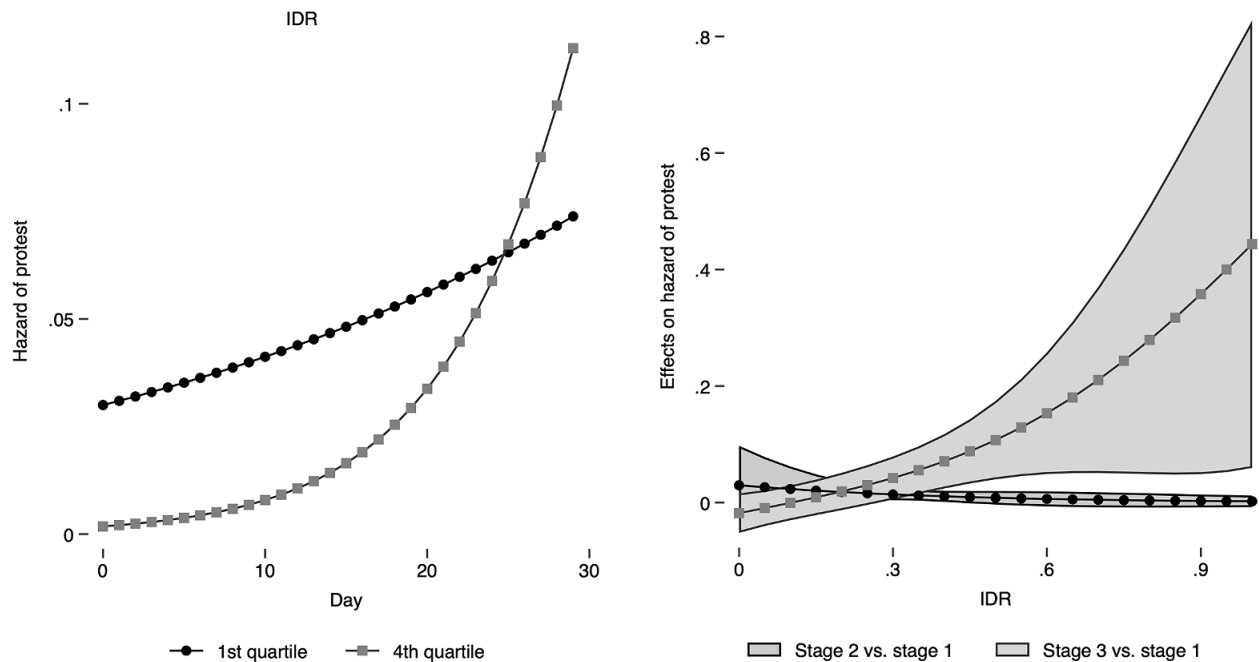 IDR
Hazard of protest
.1
.05
0
0
10
20
30
Day
1st quartile
4th quartile
Effects on hazard of protest
.8
.6
.4
.2
0
0
.3
.6
.9
IDR
Stage 2 vs. stage 1
Stage 3 vs. stage 1